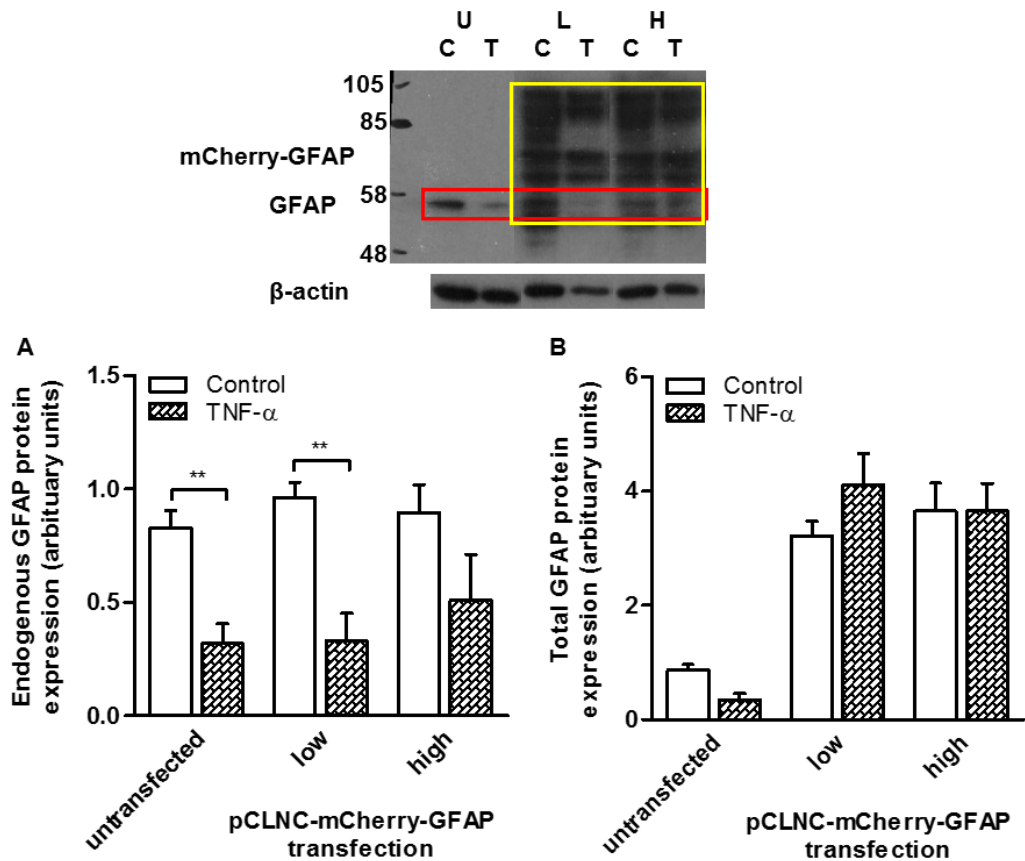 U L H
C T C T C T
105
85
mCherry-GFAP
58
GFAP
48
β-actin
A
Endogenous GFAP protein
expression (arbituary units)
1.5
1.0
0.5
0.0
Control
TNF-α
**
**
untransfected
low
high
pCLNC-mCherry-GFAP
transfection
B
Total GFAP protein
expression (arbituary units)
6
4
2
0
Control
TNF-α
untransfected
low
high
pCLNC-mCherry-GFAP
transfection